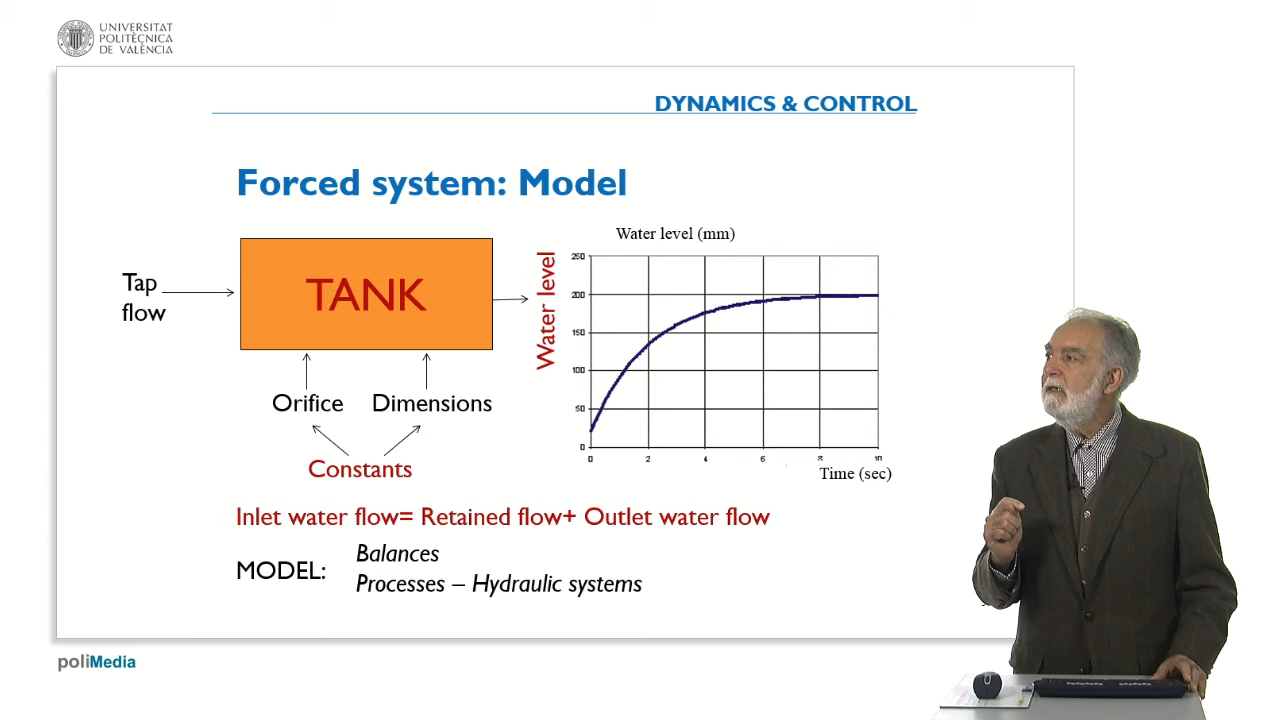 UNIVERSITAT
POLITÈCNICA
DE VALÈNCIA
DYNAMICS & CONTROL
Forced system: Model
Tap
flow
TANK
Orifice
Dimensions
Constants
Water level (mm)
Water level
250
200
150
100
50
0
0 2 4 6 8 10
Time (sec)
Inlet water flow= Retained flow+ Outlet water flow
MODEL:
Balances
Processes – Hydraulic systems
poliMedia